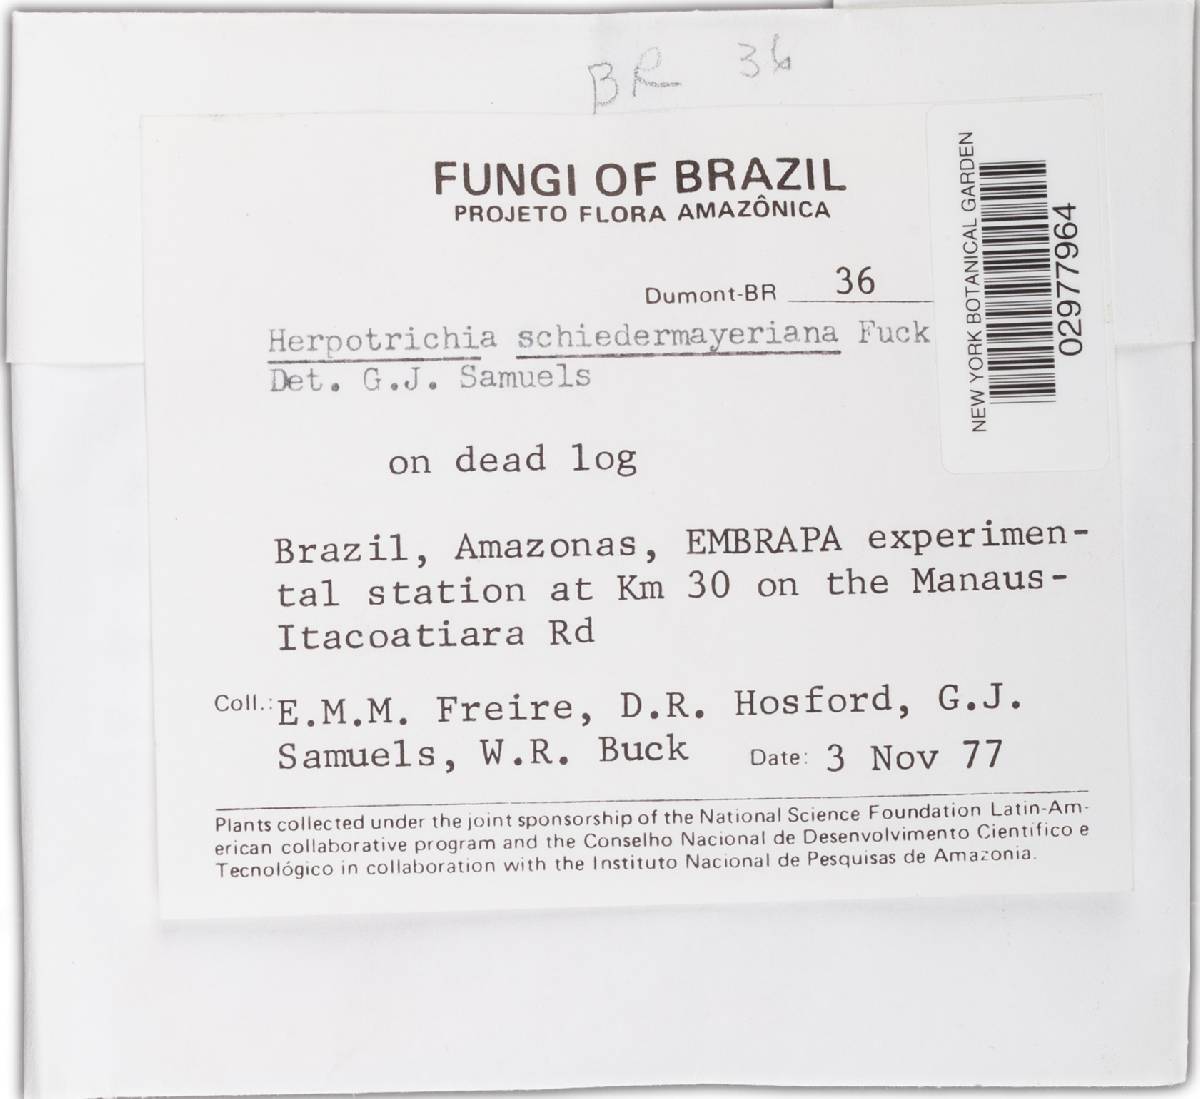 BR 36
FUNGI OF BRAZIL
PROJETO FLORA AMAZÔNICA
Dumont-BR 36
Herpotrichia schiedermayeriana Fuck
Det. G.J. Samuels
on dead log
Brazil, Amazonas, EMBRAPA experimen-
tal station at Km 30 on the Manaus-
Itacoatiara Rd
Coll.: E.M.M. Freire, D.R. Hosford, G.J.
Samuels, W.R. Buck Date: 3 Nov 77
Plants collected under the joint sponsorship of the National Science Foundation Latin-Am-
erican collaborative program and the Conselho Nacional de Desenvolvimento Científico e
Tecnológico in collaboration with the Instituto Nacional de Pesquisas de Amazonia.
NEW YORK BOTANICAL GARDEN
02977964